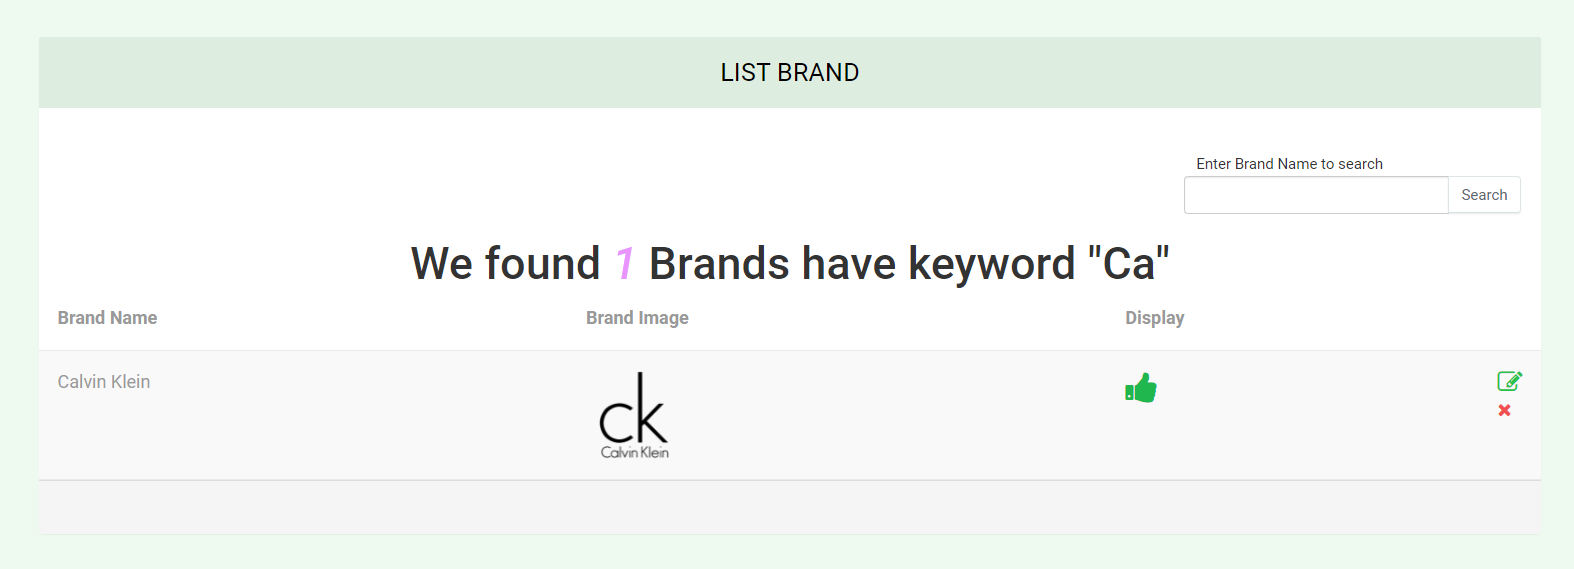 LIST BRAND
Enter Brand Name to search
Search
We found 1 Brands have keyword "Ca"
Brand Name Brand Image Display
Calvin Klein
ck
Calvin Klein